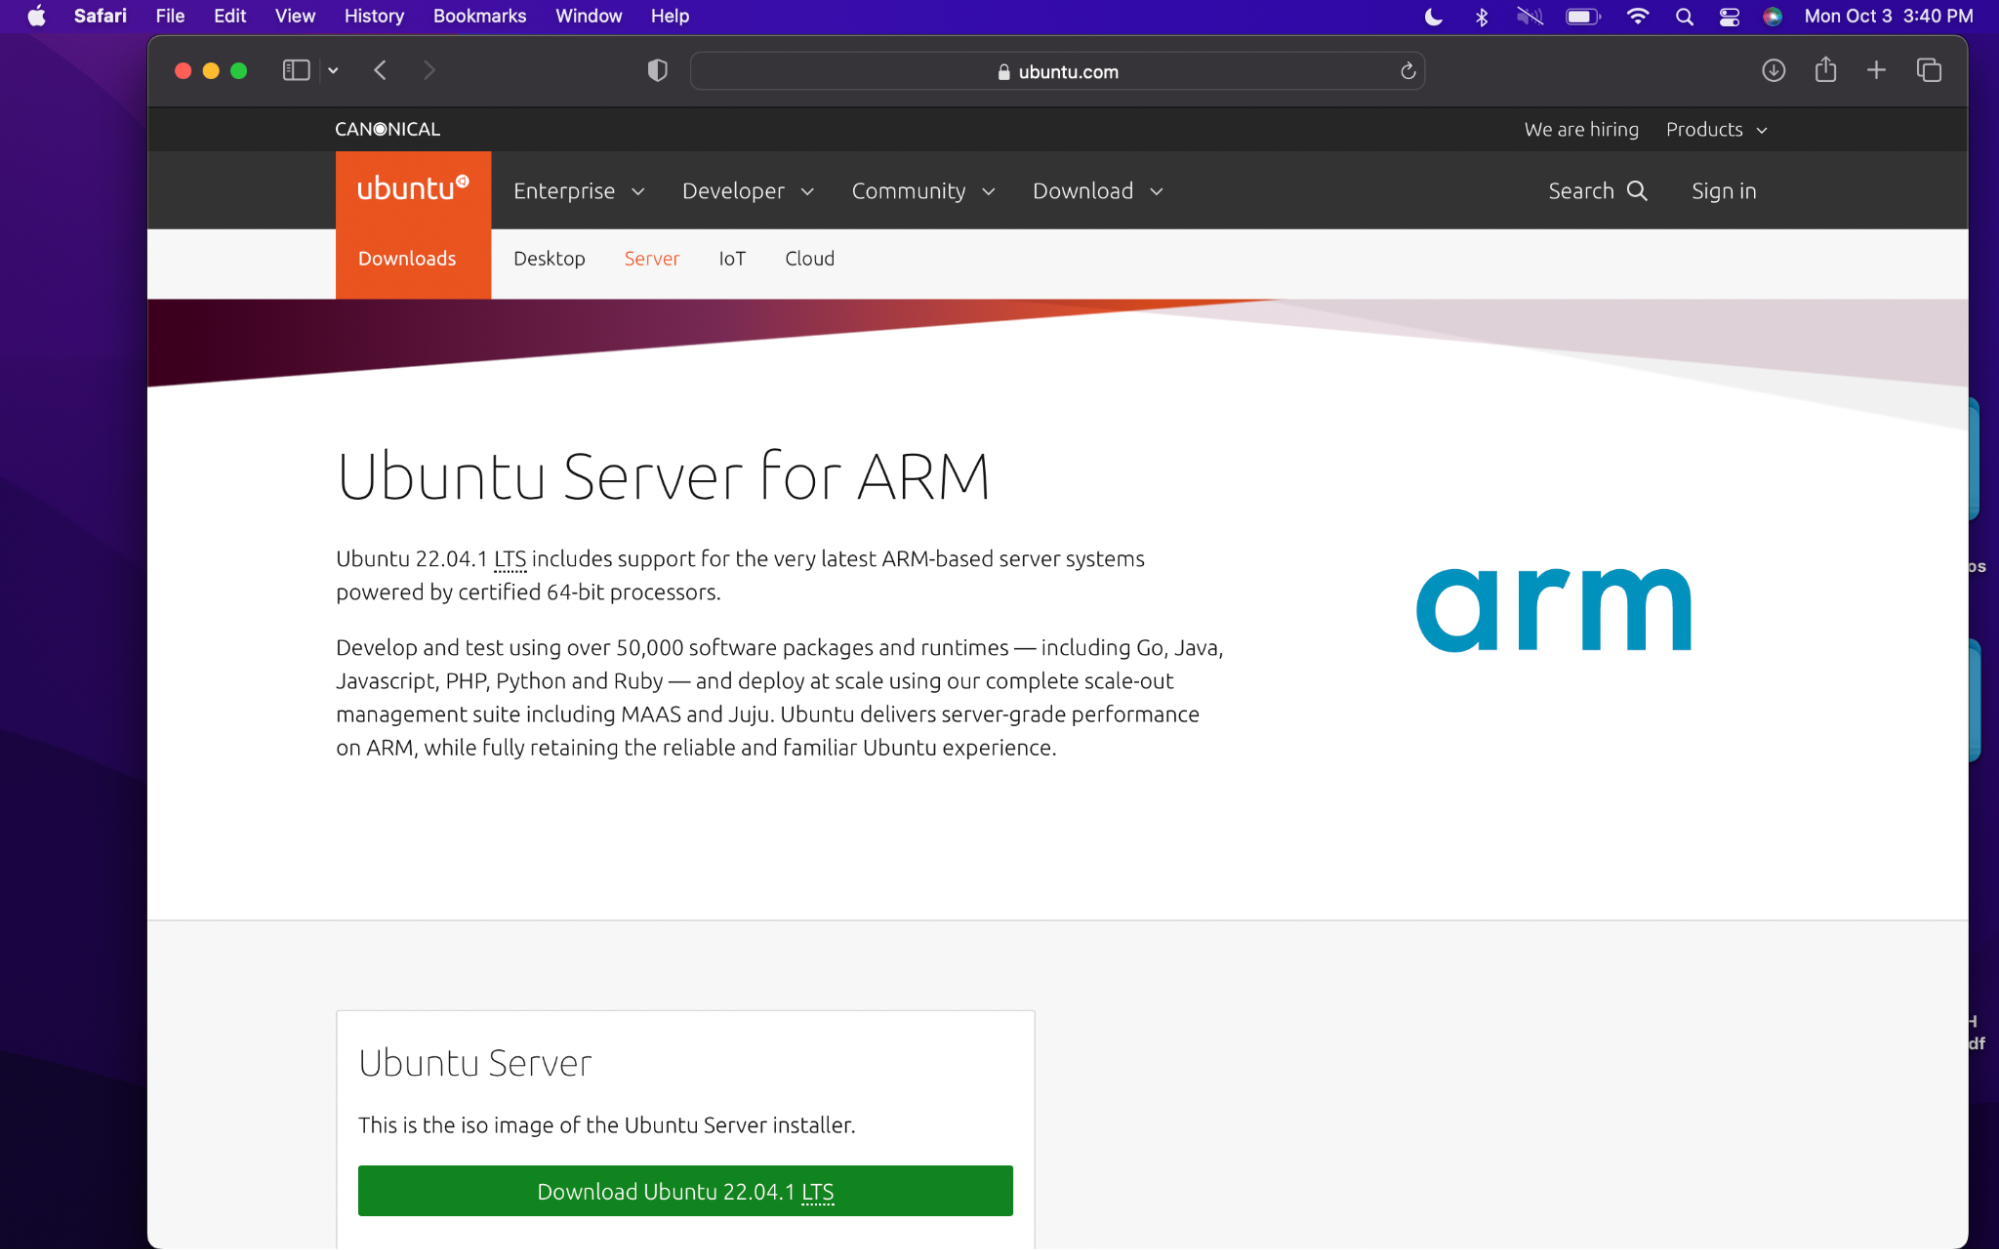 Safari File Edit View History Bookmarks Window Help Mon Oct 3 3:40 PM
ubuntu.com
CANONICAL We are hiring Products
ubuntu Enterprise Developer Community Download Search Sign in
Downloads Desktop Server IoT Cloud
Ubuntu Server for ARM
Ubuntu 22.04.1 LTS includes support for the very latest ARM-based server systems
powered by certified 64-bit processors.
arm
os
Develop and test using over 50,000 software packages and runtimes — including Go, Java,
Javascript, PHP, Python and Ruby — and deploy at scale using our complete scale-out
management suite including MAAS and Juju. Ubuntu delivers server-grade performance
on ARM, while fully retaining the reliable and familiar Ubuntu experience.
H
df
Ubuntu Server
This is the iso image of the Ubuntu Server installer.
Download Ubuntu 22.04.1 LTS